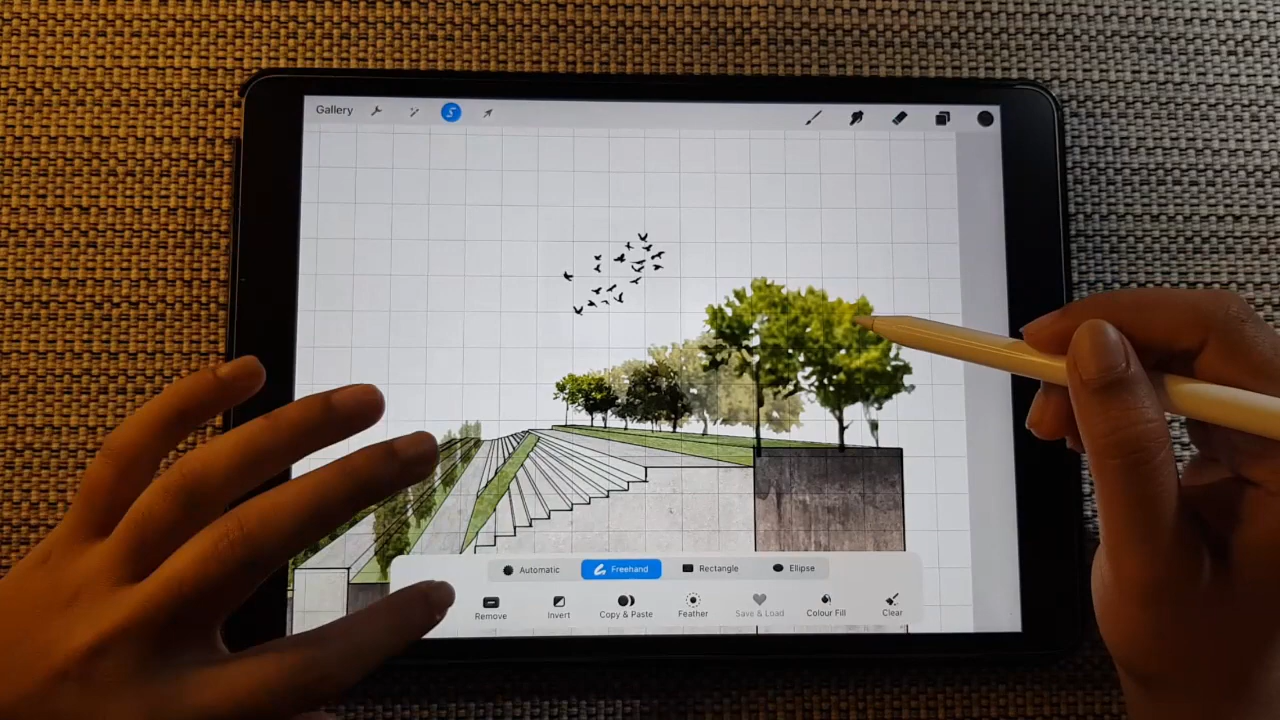 Gallery
Automatic Freehand Rectangle Ellipse
Remove Invert Copy & Paste Feather Save & Load Colour Fill Clear